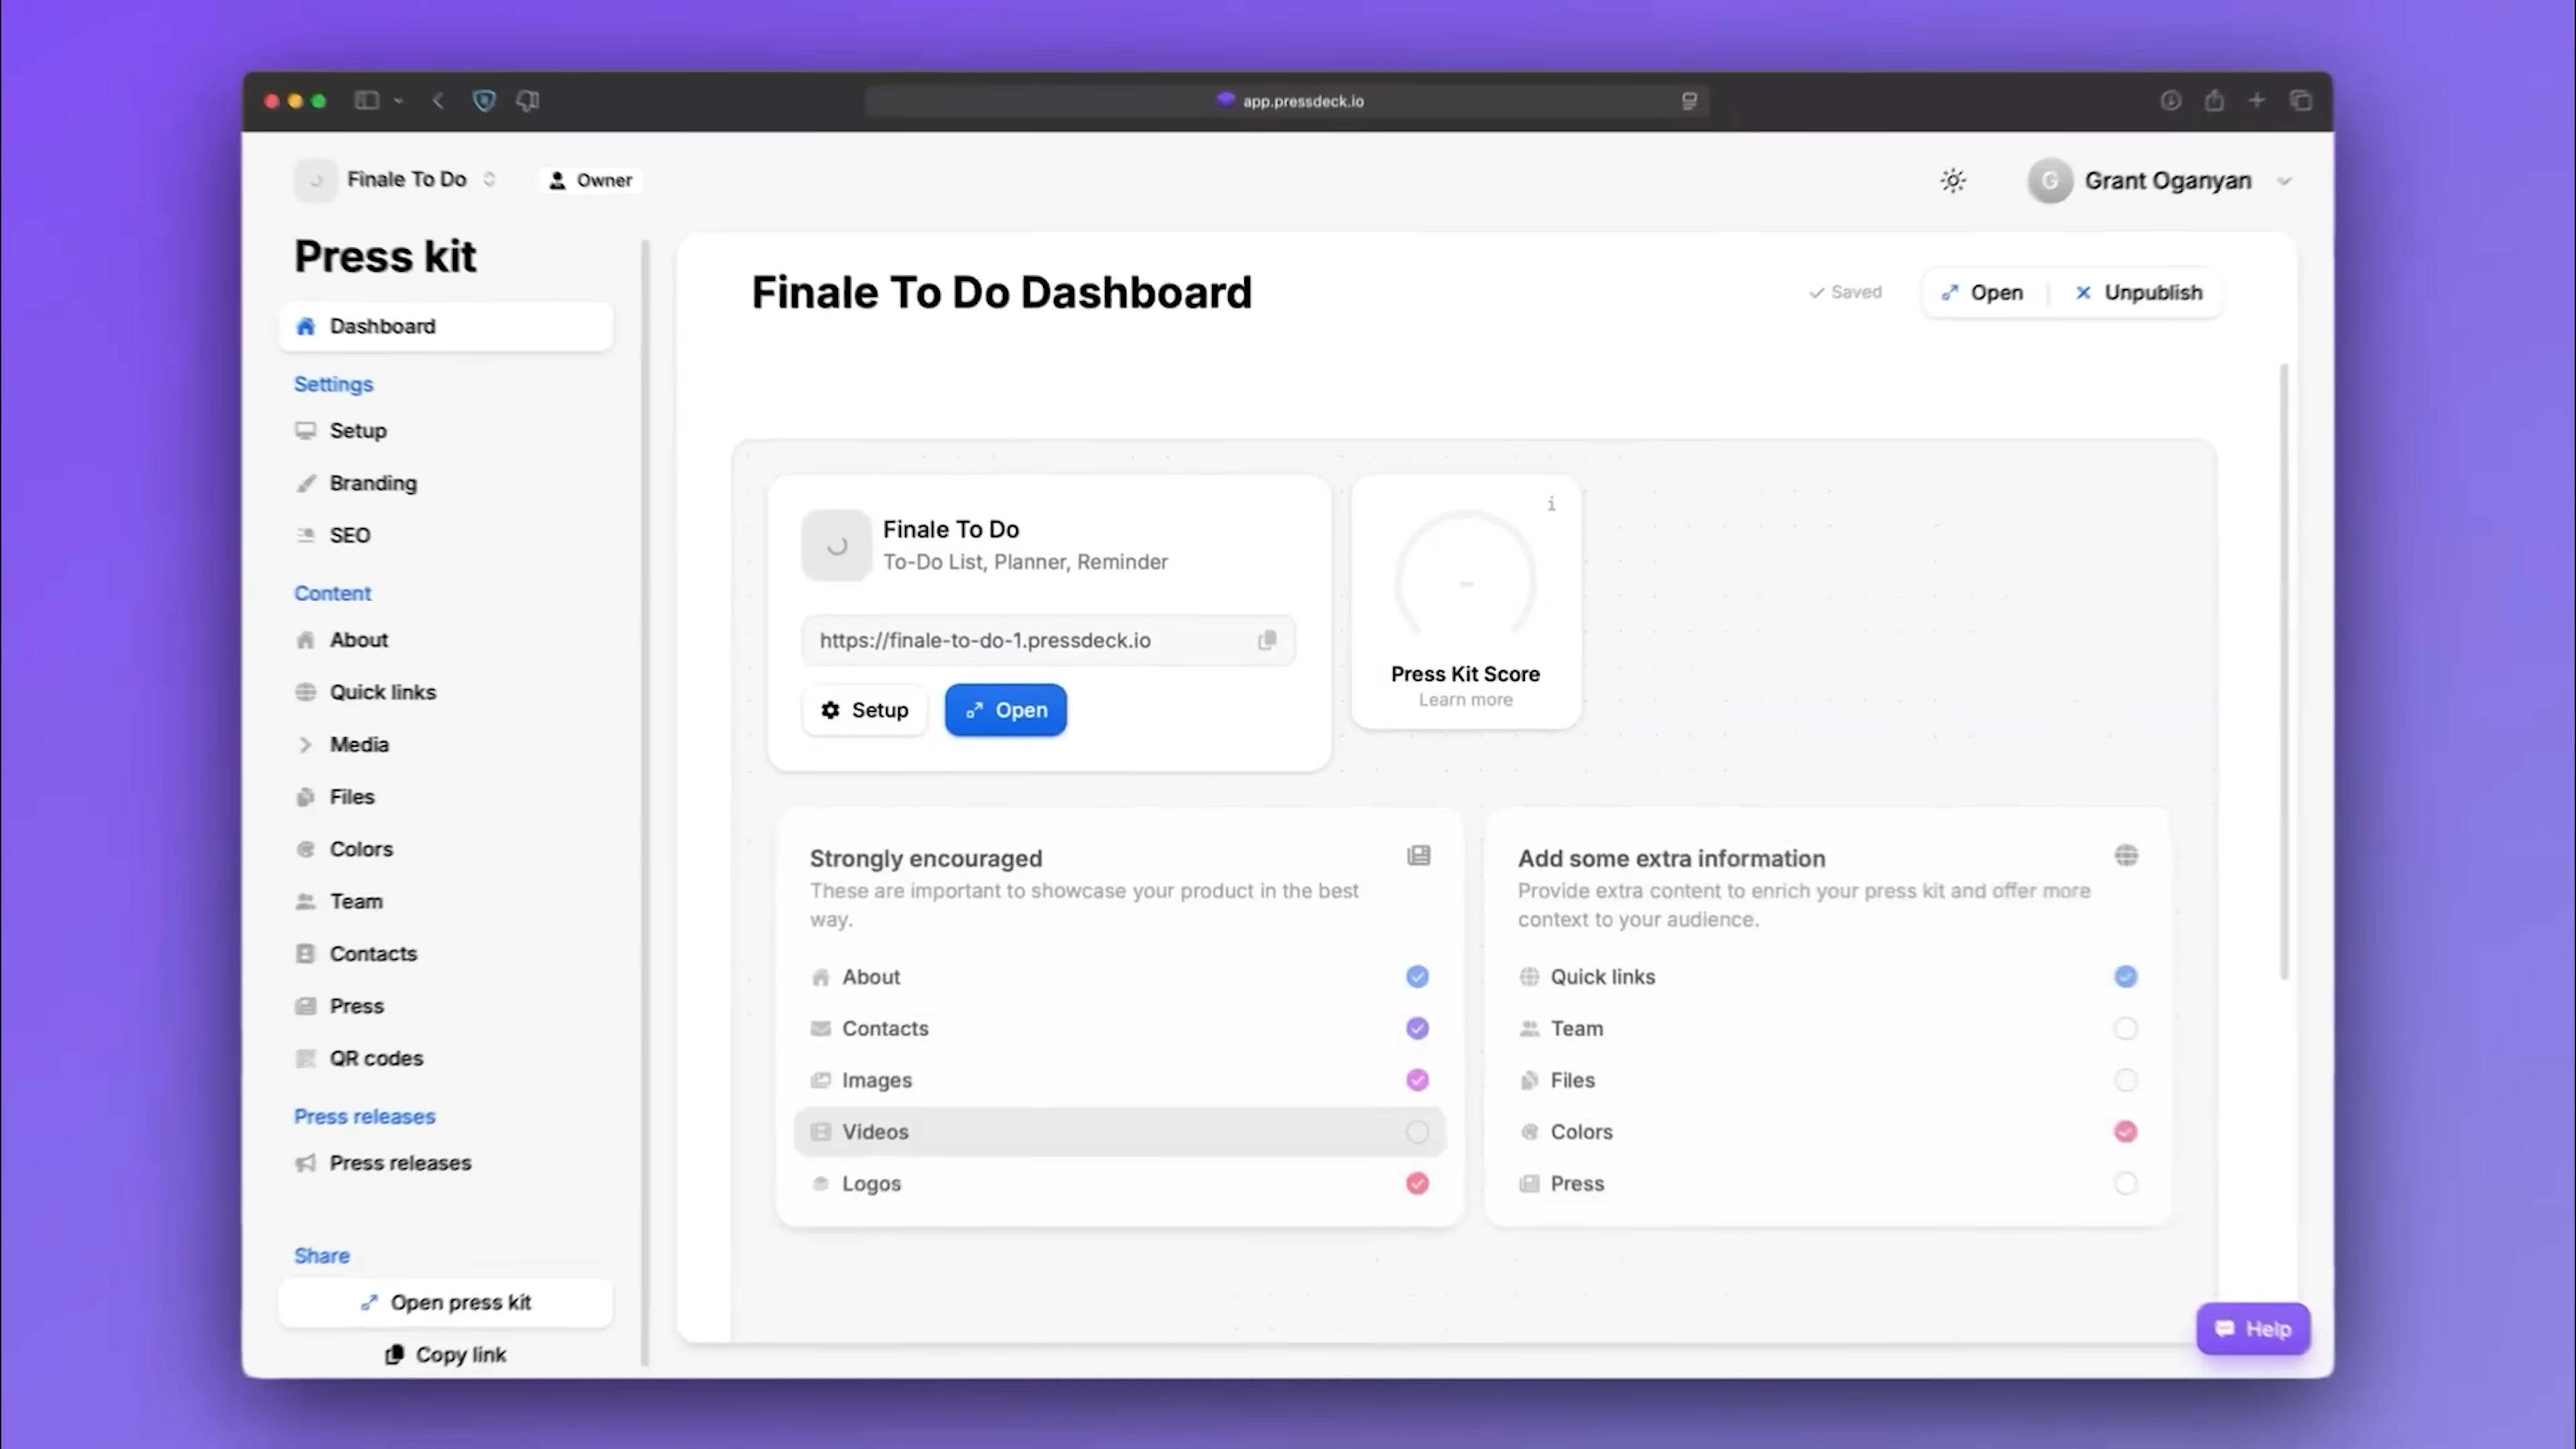 app.pressdeck.io
Finale To Do
Owner
G
Grant Oganyan
Press kit
Dashboard
Settings
Setup
Branding
SEO
Content
About
Quick links
Media
Files
Colors
Team
Contacts
Press
QR codes
Press releases
Press releases
Share
Open press kit
Copy link
Finale To Do Dashboard
Saved
Open
Unpublish
Finale To Do
To-Do List, Planner, Reminder
https://finale-to-do-1.pressdeck.io
Setup
Open
i
-
Press Kit Score
Learn more
Strongly encouraged
These are important to showcase your product in the best
way.
About
Contacts
Images
Videos
Logos
Add some extra information
Provide extra content to enrich your press kit and offer more
context to your audience.
Quick links
Team
Files
Colors
Press
Help